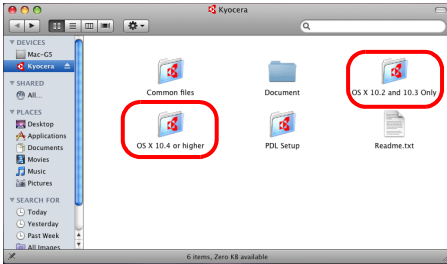 Kyocera
DEVICES
Mac-G5
Kyocera
SHARED
All...
PLACES
Desktop
Applications
Documents
Movies
Music
Pictures
SEARCH FOR
Today
Yesterday
Past Week
All Images
Common files
Document
OS X 10.2 and 10.3 Only
OS X 10.4 or higher
PDL Setup
Readme.txt
6 items, Zero KB available